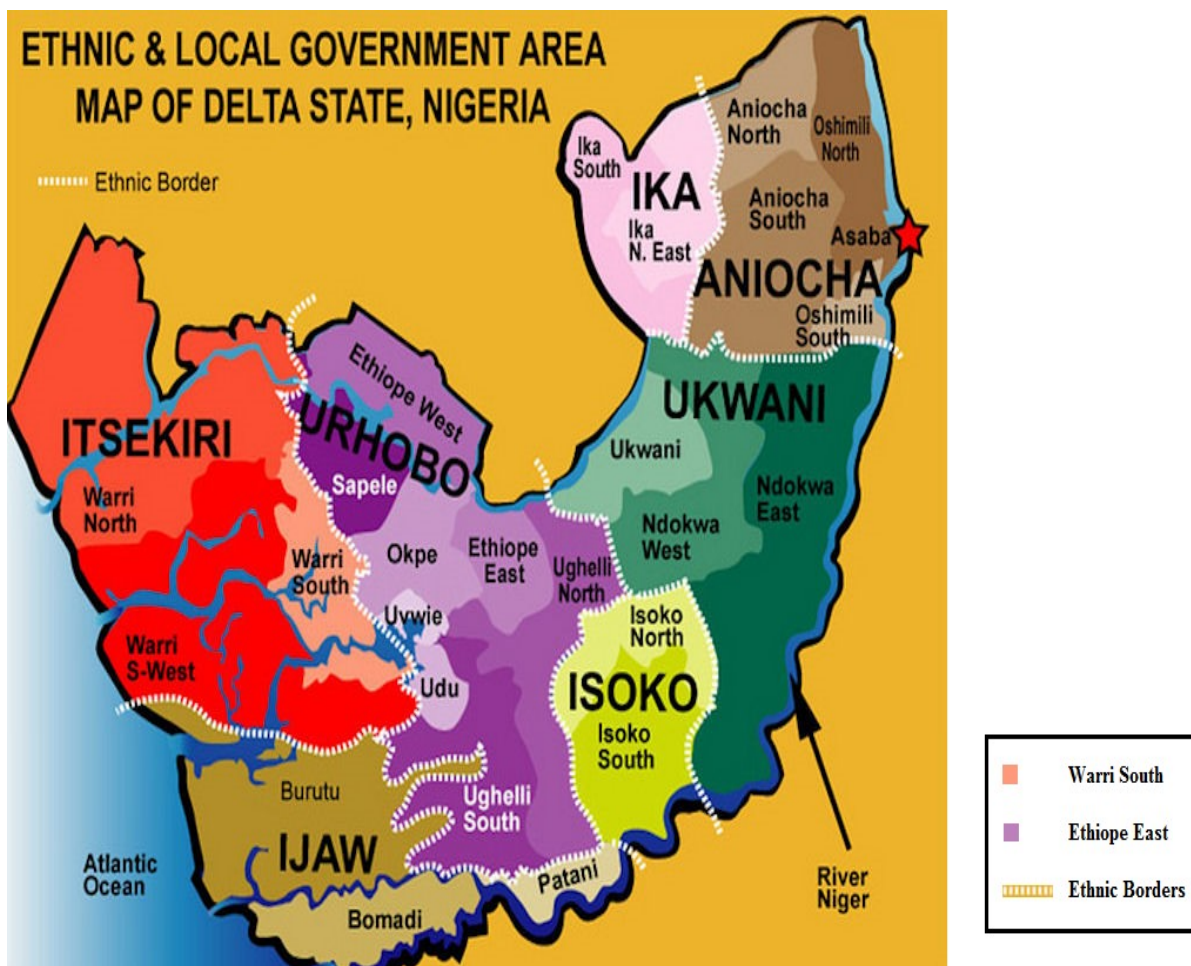 ETHNIC & LOCAL GOVERNMENT AREA
MAP OF DELTA STATE, NIGERIA
Ethnic Border
Aniocha
North
Oshimili
North
Ika
South
IKA
Ika
N. East
Aniocha
South
Asaba
ANIOCHA
Oshimili
South
Ethiope West
URHOBO
UKWANI
Ukwani
ITSEKIRI
Sapele
Warri
North
Ndokwa
East
Ndokwa
West
Okpe
Ethiope
East
Ughelli
North
Warri
South
Uvwie
Isoko
North
Warri
S-West
Udu
ISOKO
Isoko
South
Burutu
Ughelli
South
IJAW
Atlantic
Ocean
Patani
Bomadi
River
Niger
Warri South
Ethiope East
Ethnic Borders